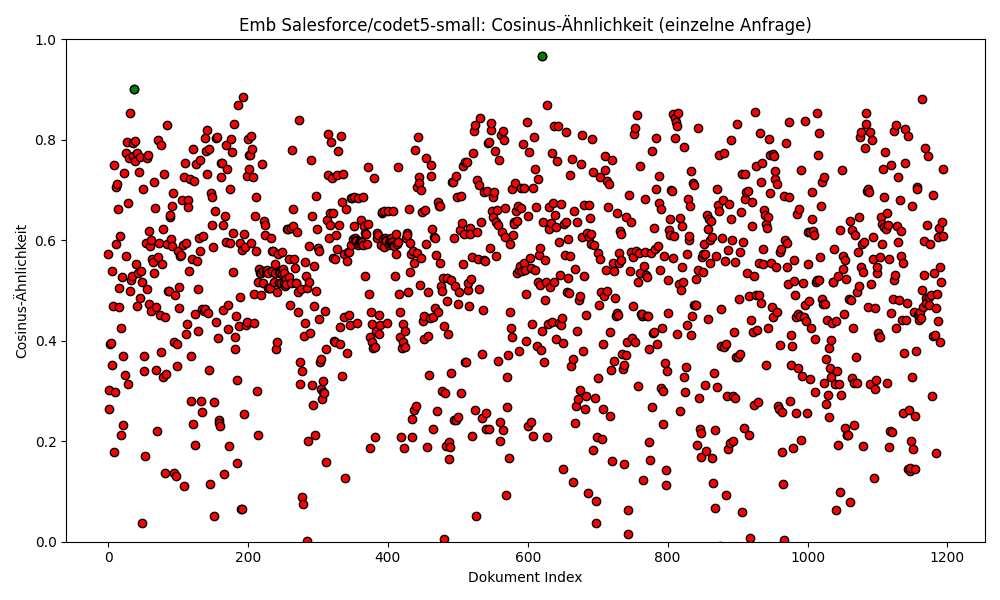 Emb Salesforce/codet5-small: Cosinus-Ähnlichkeit (einzelne Anfrage)
1.0
0.8
0.6
0.4
0.2
0.0
Cosinus-Ähnlichkeit
0 200 400 600 800 1000 1200
Dokument Index